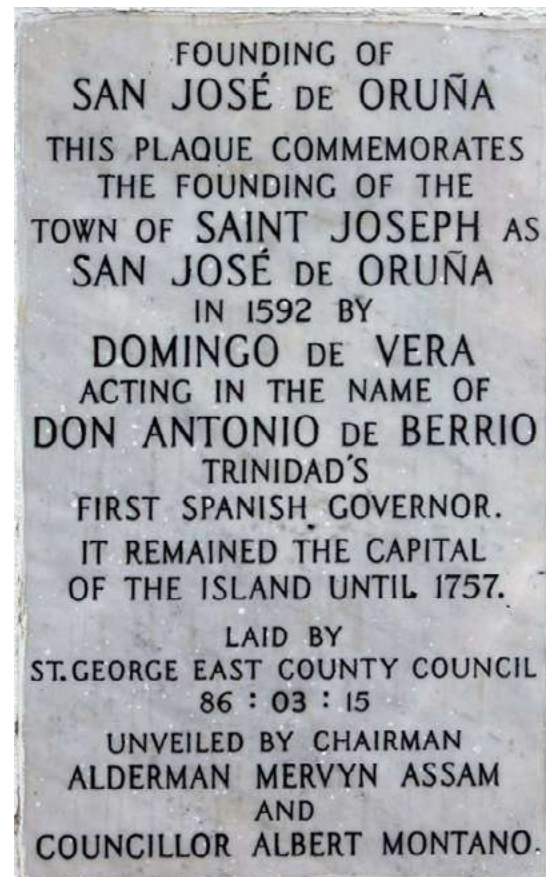 FOUNDING OF
SAN JOSÉ DE ORUÑA
THIS PLAQUE COMMEMORATES
THE FOUNDING OF THE
TOWN OF SAINT JOSEPH AS
SAN JOSÉ DE ORUÑA
IN 1592 BY
DOMINGO DE VERA
ACTING IN THE NAME OF
DON ANTONIO DE BERRIO
TRINIDAD'S
FIRST SPANISH GOVERNOR.
IT REMAINED THE CAPITAL
OF THE ISLAND UNTIL 1757.
LAID BY
ST. GEORGE EAST COUNTY COUNCIL
86 : 03 : 15
UNVEILED BY CHAIRMAN
ALDERMAN MERVYN ASSAM
AND
COUNCILLOR ALBERT MONTANO.